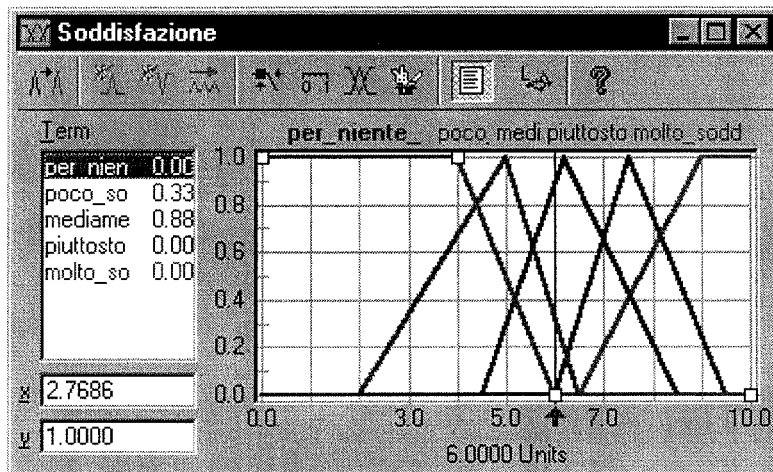 Soddisfazione
Term
per_nien 0.00
poco_so 0.33
mediame 0.88
piuttosto 0.00
molto_so 0.00
x 2.7686
y 1.0000
per_niente_ poco_ medi piuttosto molto_sodd
1.0
0.8
0.6
0.4
0.2
0.0
0.0 3.0 5.0 7.0 10.0
6.0000 Units